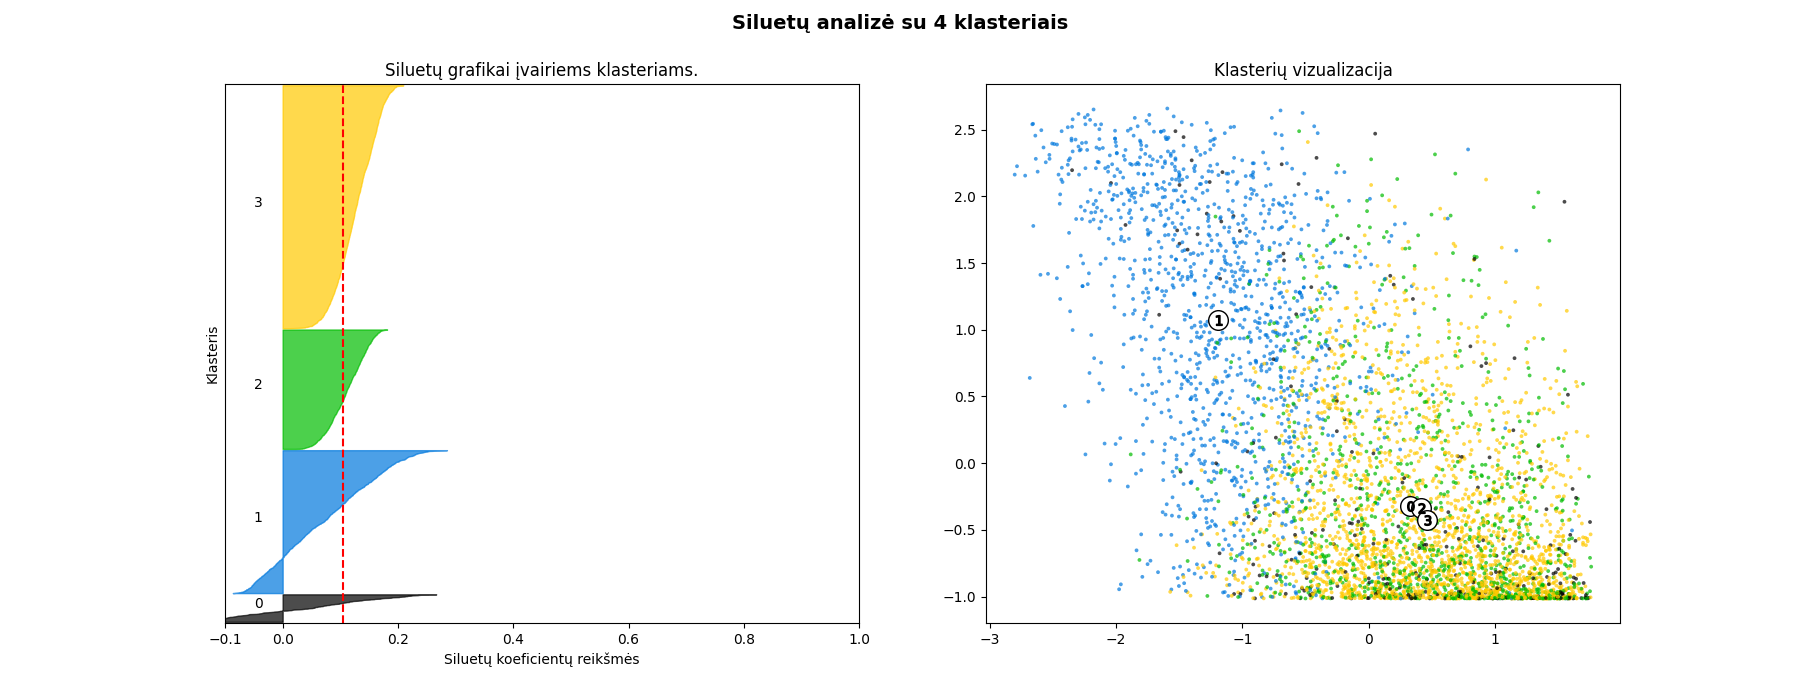 Siluetų analizė su 4 klasteriais
Siluetų grafikai įvairiems klasteriams.
Klasteris
3
2
1
0
−0.1 0.0 0.2 0.4 0.6 0.8 1.0
Siluetų koeficientų reikšmės
Klasterių vizualizacija
2.5
2.0
1.5
1.0
0.5
0.0
−0.5
−1.0
1
0
2
3
−3 −2 −1 0 1